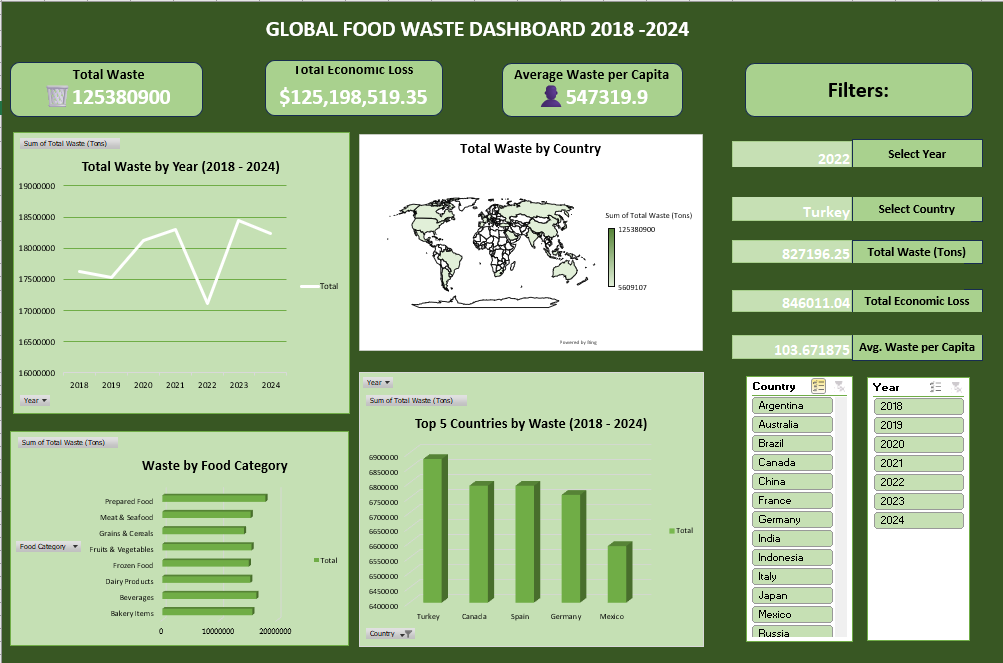 GLOBAL FOOD WASTE DASHBOARD 2018 -2024
Total Waste
125380900
Total Economic Loss
$125,198,519.35
Average Waste per Capita
547319.9
Filters:
Sum of Total Waste (Tons)
Total Waste by Year (2018 - 2024)
19000000
18500000
18000000
17500000
17000000
16500000
16000000
2018 2019 2020 2021 2022 2023 2024
Total
Year
Total Waste by Country
Sum of Total Waste (Tons)
125380900
5609107
Powered by Bing
2022 Select Year
Turkey Select Country
827196.25 Total Waste (Tons)
846011.04 Total Economic Loss
103.671875 Avg. Waste per Capita
Sum of Total Waste (Tons)
Waste by Food Category
Food Category
Prepared Food
Meat & Seafood
Grains & Cereals
Fruits & Vegetables
Frozen Food
Dairy Products
Beverages
Bakery Items
0 10000000 20000000
Total
Year
Sum of Total Waste (Tons)
Top 5 Countries by Waste (2018 - 2024)
6900000
6850000
6800000
6750000
6700000
6650000
6600000
6550000
6500000
6450000
6400000
Turkey Canada Spain Germany Mexico
Total
Country
Country
Argentina
Australia
Brazil
Canada
China
France
Germany
India
Indonesia
Italy
Japan
Mexico
Russia
Year
2018
2019
2020
2021
2022
2023
2024